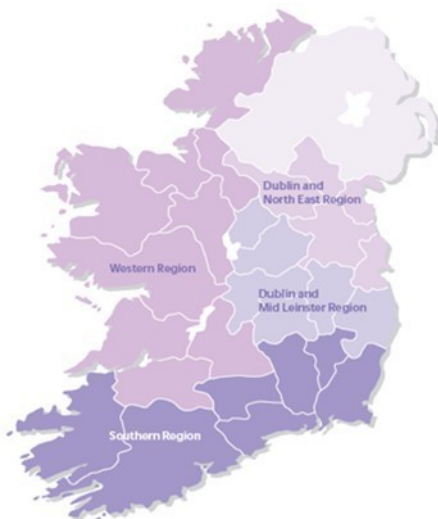 Dublin and
North East Region
Western Region
Dublin and
Mid Leinster Region
Southern Region